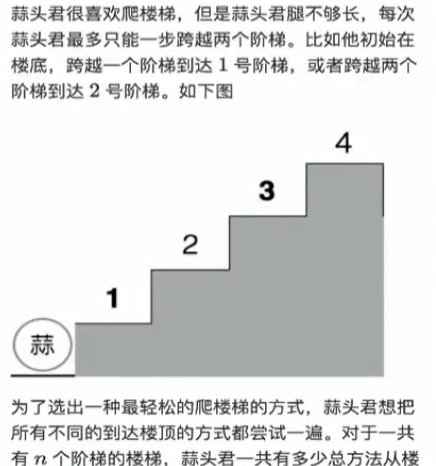 蒜头君很喜欢爬楼梯，但是蒜头君腿不够长，每次
蒜头君最多只能一步跨越两个阶梯。比如他初始在
楼底，跨越一个阶梯到达 1 号阶梯，或者跨越两个
阶梯到达 2 号阶梯。如下图
4
3
2
1
蒜
为了选出一种最轻松的爬楼梯的方式，蒜头君想把
所有不同的到达楼顶的方式都尝试一遍。对于一共
有 n 个阶梯的楼梯，蒜头君一共有多少总方法从楼